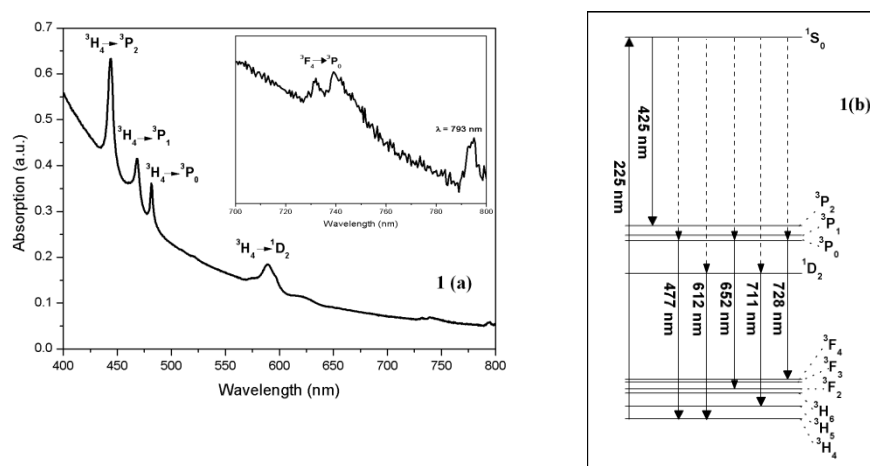 0.7
0.6
0.5
0.4
0.3
0.2
0.1
0.0
Absorption (a.u.)
³H₄→³P₂
³H₄→³P₁
³H₄→³P₀
³H₄→¹D₂
1 (a)
400 450 500 550 600 650 700 750 800
Wavelength (nm)
³F₄→³P₀
λ = 793 nm
700 720 740 760 780 800
Wavelength (nm)
1(b)
¹S₀
425 nm
225 nm
³P₂
³P₁
³P₀
¹D₂
477 nm
612 nm
652 nm
711 nm
728 nm
³F₄
³F₃
³F₂
³H₆
³H₅
³H₄